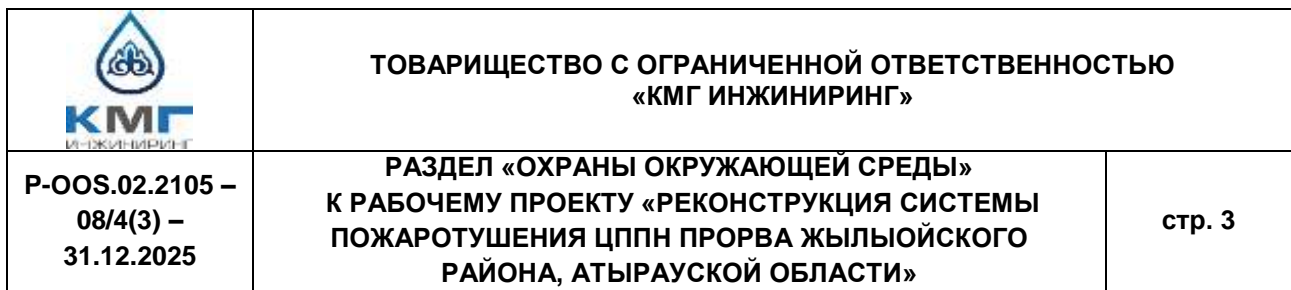 ТОВАРИЩЕСТВО С ОГРАНИЧЕННОЙ ОТВЕТСТВЕННОСТЬЮ
«КМГ ИНЖИНИРИНГ»
КМГ
ИНЖИНИРИНГ
P-OOS.02.2105 –
08/4(3) –
31.12.2025
РАЗДЕЛ «ОХРАНЫ ОКРУЖАЮЩЕЙ СРЕДЫ»
К РАБОЧЕМУ ПРОЕКТУ «РЕКОНСТРУКЦИЯ СИСТЕМЫ
ПОЖАРОТУШЕНИЯ ЦППН ПРОРВА ЖЫЛЫОЙСКОГО
РАЙОНА, АТЫРАУСКОЙ ОБЛАСТИ»
стр. 3